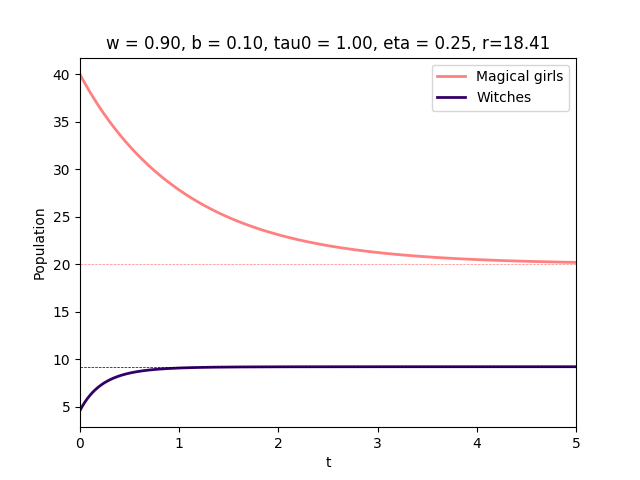 w = 0.90, b = 0.10, tau0 = 1.00, eta = 0.25, r=18.41
Magical girls
Witches
Population
40
35
30
25
20
15
10
5
0 1 2 3 4 5
t